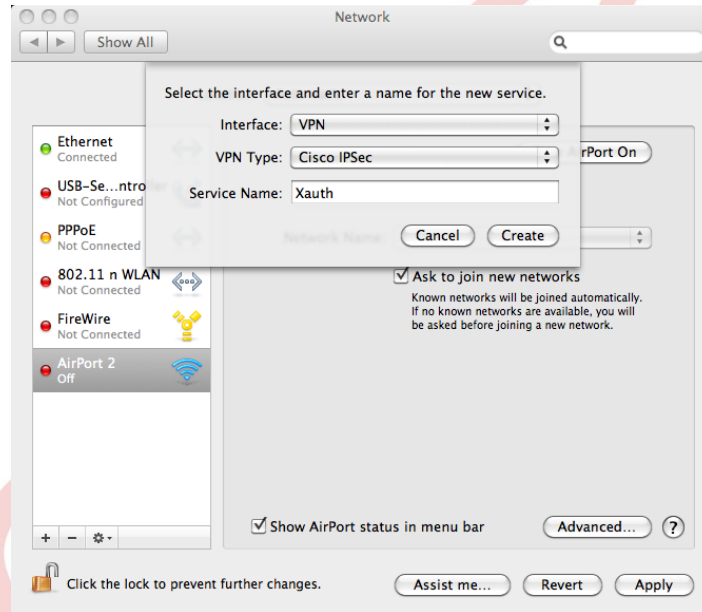 Network
Show All
Select the interface and enter a name for the new service.
Interface: VPN
VPN Type: Cisco IPSec
Service Name: Xauth
Cancel Create
Ethernet
Connected
USB-Se...ntro
Not Configured
PPPoE
Not Connected
802.11 n WLAN
Not Connected
FireWire
Not Connected
AirPort 2
Off
rPort On
Network Name:
Ask to join new networks
Known networks will be joined automatically.
If no known networks are available, you will
be asked before joining a new network.
Show AirPort status in menu bar
Advanced... ?
Click the lock to prevent further changes.
Assist me... Revert Apply